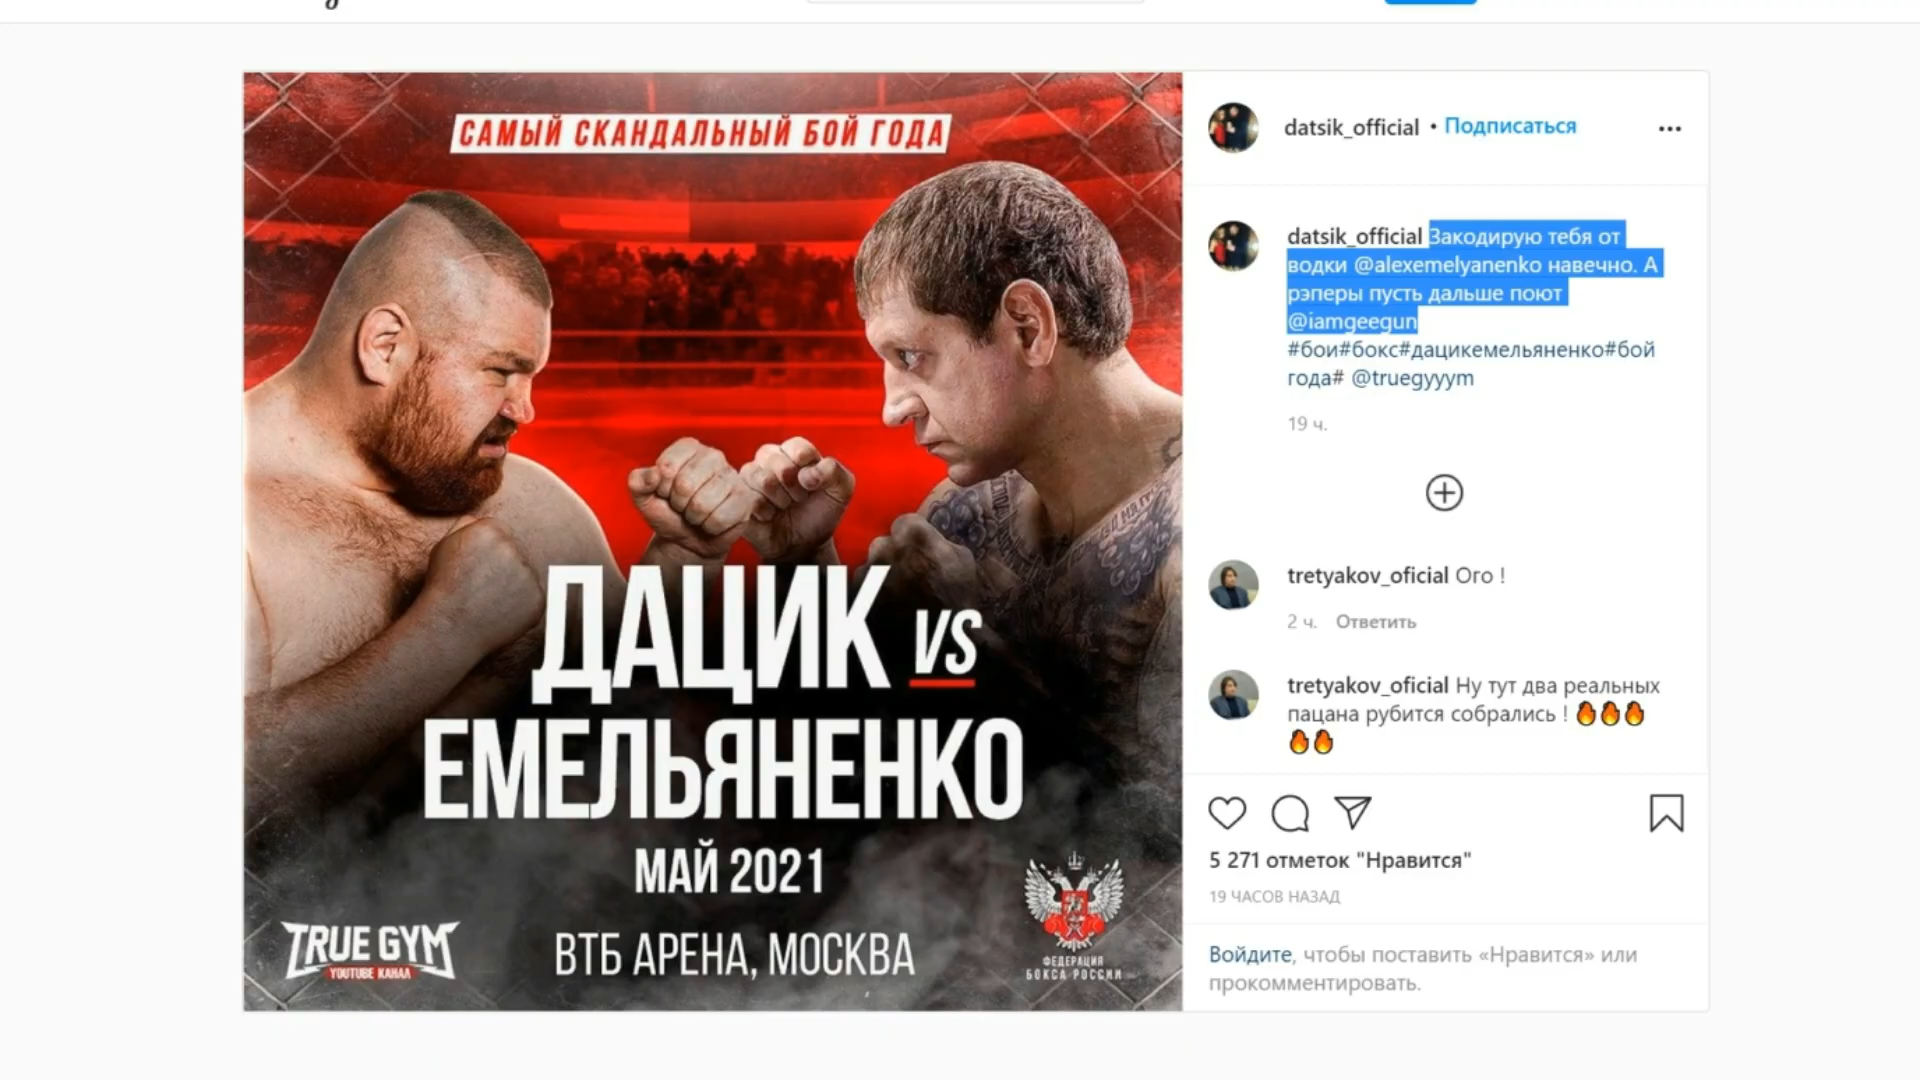 САМЫЙ СКАНДАЛЬНЫЙ БОЙ ГОДА
ДАЦИК VS
ЕМЕЛЬЯНЕНКО
МАЙ 2021
ВТБ АРЕНА, МОСКВА
TRUE GYM
YOUTUBE КАНАЛ
ФЕДЕРАЦИЯ
БОКСА РОССИИ
datsik_official • Подписаться
datsik_official Закодирую тебя от
водки @alexemelyanenko навечно. А
рэперы пусть дальше поют
@iamgeegun
#бои#бокс#дацикемельяненко#бой
года# @truegyyym
19 ч.
tretyakov_oficial Ого !
2 ч. Ответить
tretyakov_oficial Ну тут два реальных
пацана рубится собрались ! 🔥🔥🔥
🔥🔥
5 271 отметок "Нравится"
19 ЧАСОВ НАЗАД
Войдите, чтобы поставить «Нравится» или
прокомментировать.